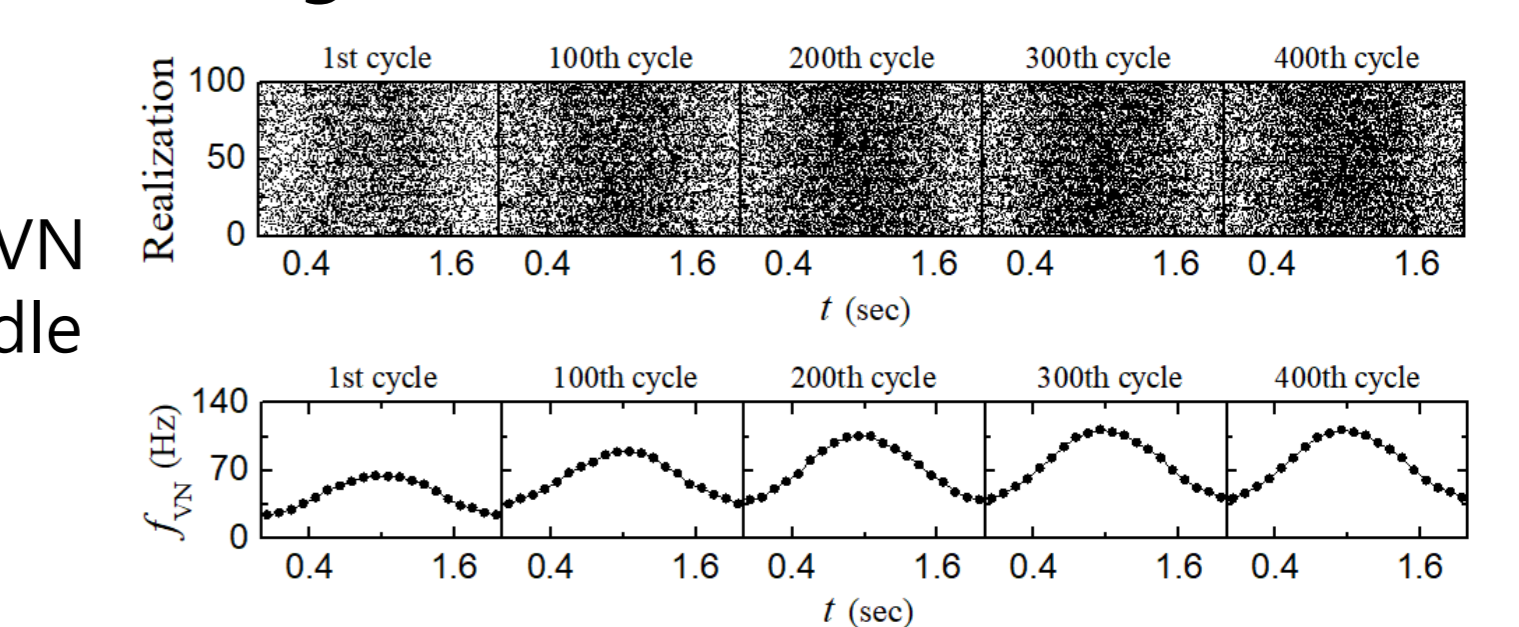 g
1st cycle 100th cycle 200th cycle 300th cycle 400th cycle
Realization
100
50
0
0.4 1.6 0.4 1.6 0.4 1.6 0.4 1.6 0.4 1.6
t (sec)
VN
dle
1st cycle 100th cycle 200th cycle 300th cycle 400th cycle
fVN (Hz)
140
70
0
0.4 1.6 0.4 1.6 0.4 1.6 0.4 1.6 0.4 1.6
t (sec)